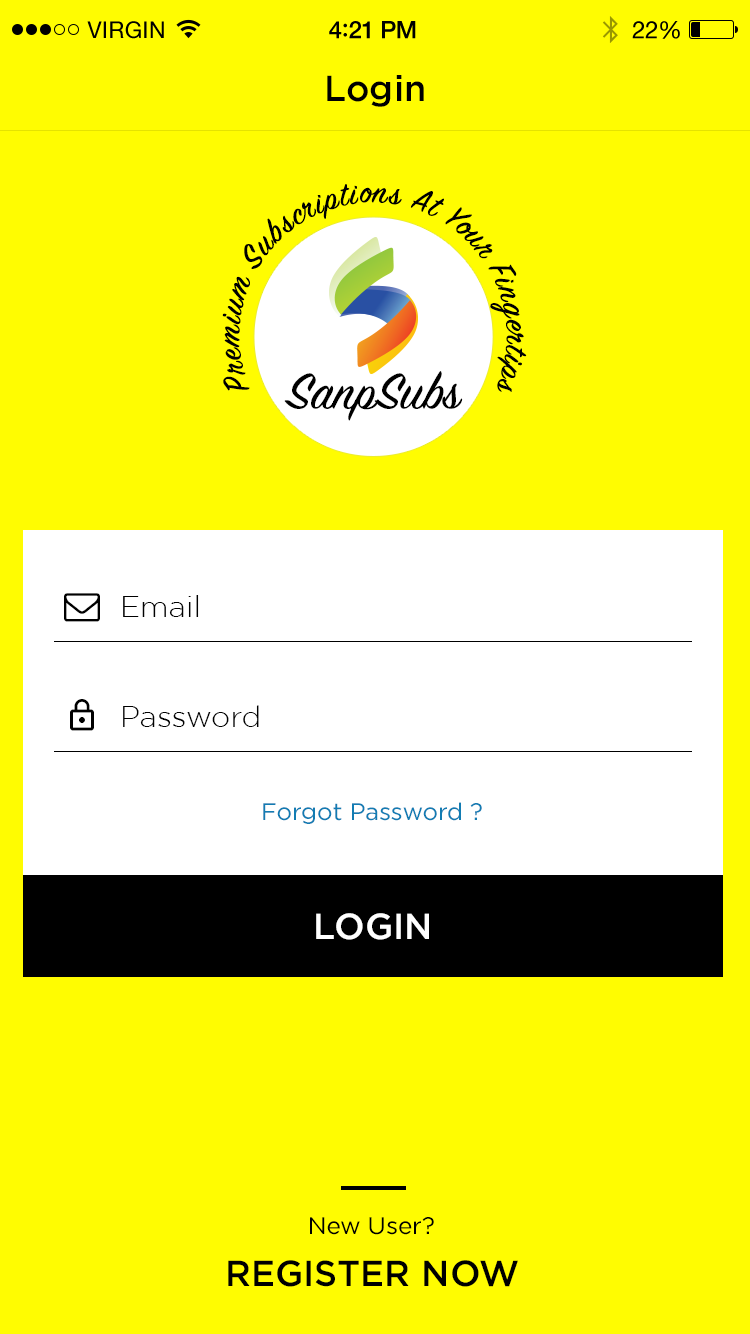 VIRGIN 4:21 PM 22%
Login
Premium Subscriptions At Your Fingertips
SanpSubs
Email
Password
Forgot Password ?
LOGIN
New User?
REGISTER NOW